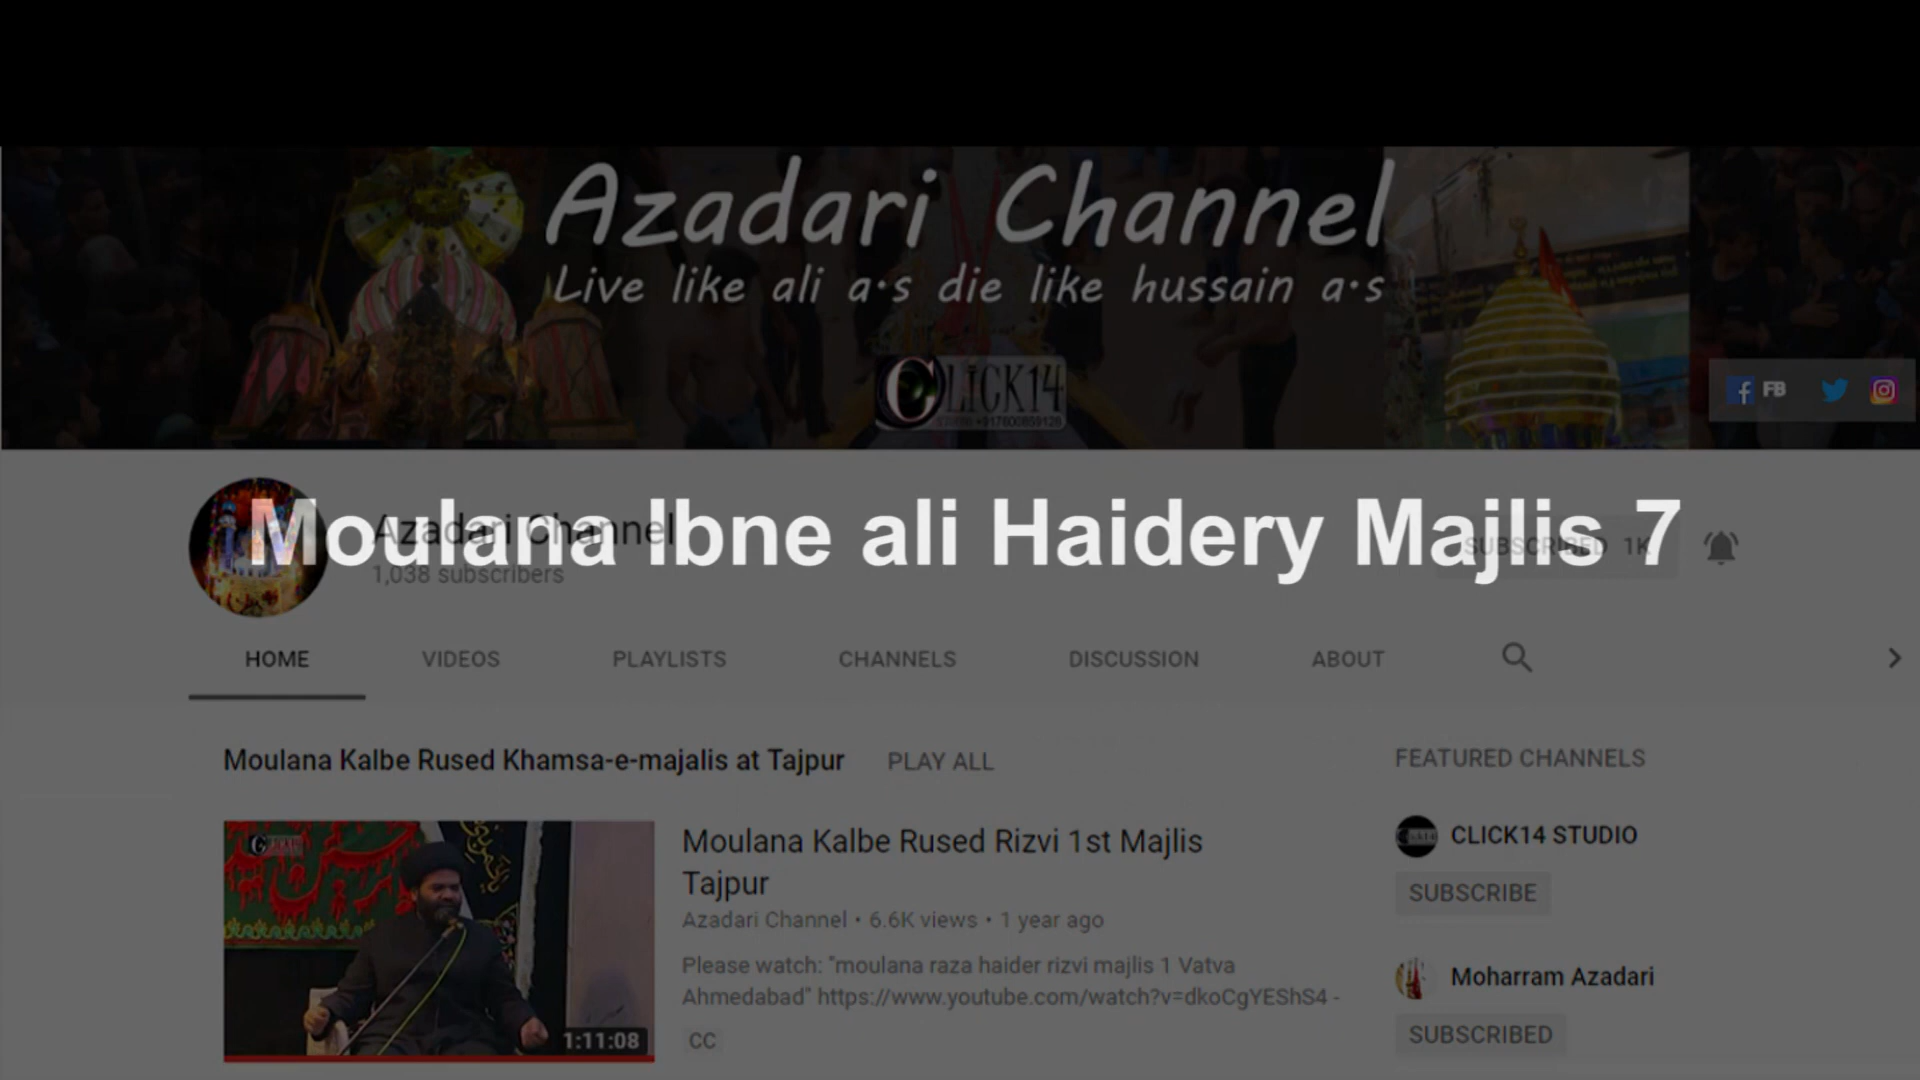 Azadari Channel
Live like ali a·s die like hussain a·s
CLICK14
FB
Moulana Ibne ali Haidery Majlis 7
Azadari Channel
1,038 subscribers
SUBSCRIBED 1K
HOME VIDEOS PLAYLISTS CHANNELS DISCUSSION ABOUT
Moulana Kalbe Rused Khamsa-e-majalis at Tajpur PLAY ALL
Moulana Kalbe Rused Rizvi 1st Majlis
Tajpur
Azadari Channel • 6.6K views • 1 year ago
Please watch: "moulana raza haider rizvi majlis 1 Vatva
Ahmedabad" https://www.youtube.com/watch?v=dkoCgYEShS4 -
CC
1:11:08
FEATURED CHANNELS
CLICK14 STUDIO
SUBSCRIBE
Moharram Azadari
SUBSCRIBED